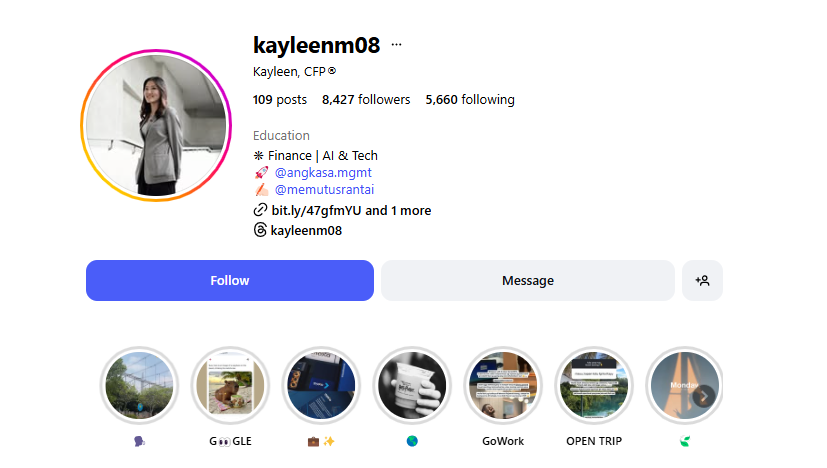 kayleenm08 ...
Kayleen, CFP®
109 posts 8,427 followers 5,660 following
Education
❋ Finance | AI & Tech
🚀 @angkasa.mgmt
✍🏻 @memutusrantai
bit.ly/47gfmYU and 1 more
kayleenm08
Follow Message
Monday
🗣️ G👀GLE 💼✨ 🌎 GoWork OPEN TRIP 🌱